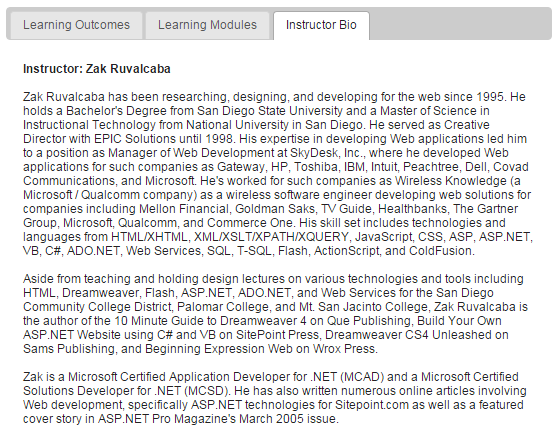 Learning Outcomes Learning Modules Instructor Bio
Instructor: Zak Ruvalcaba
Zak Ruvalcaba has been researching, designing, and developing for the web since 1995. He
holds a Bachelor's Degree from San Diego State University and a Master of Science in
Instructional Technology from National University in San Diego. He served as Creative
Director with EPIC Solutions until 1998. His expertise in developing Web applications led him
to a position as Manager of Web Development at SkyDesk, Inc., where he developed Web
applications for such companies as Gateway, HP, Toshiba, IBM, Intuit, Peachtree, Dell, Covad
Communications, and Microsoft. He's worked for such companies as Wireless Knowledge (a
Microsoft / Qualcomm company) as a wireless software engineer developing web solutions for
companies including Mellon Financial, Goldman Saks, TV Guide, Healthbanks, The Gartner
Group, Microsoft, Qualcomm, and Commerce One. His skill set includes technologies and
languages from HTML/XHTML, XML/XSLT/XPATH/XQUERY, JavaScript, CSS, ASP, ASP.NET,
VB, C#, ADO.NET, Web Services, SQL, T-SQL, Flash, ActionScript, and ColdFusion.
Aside from teaching and holding design lectures on various technologies and tools including
HTML, Dreamweaver, Flash, ASP.NET, ADO.NET, and Web Services for the San Diego
Community College District, Palomar College, and Mt. San Jacinto College, Zak Ruvalcaba is
the author of the 10 Minute Guide to Dreamweaver 4 on Que Publishing, Build Your Own
ASP.NET Website using C# and VB on SitePoint Press, Dreamweaver CS4 Unleashed on
Sams Publishing, and Beginning Expression Web on Wrox Press.
Zak is a Microsoft Certified Application Developer for .NET (MCAD) and a Microsoft Certified
Solutions Developer for .NET (MCSD). He has also written numerous online articles involving
Web development, specifically ASP.NET technologies for Sitepoint.com as well as a featured
cover story in ASP.NET Pro Magazine's March 2005 issue.